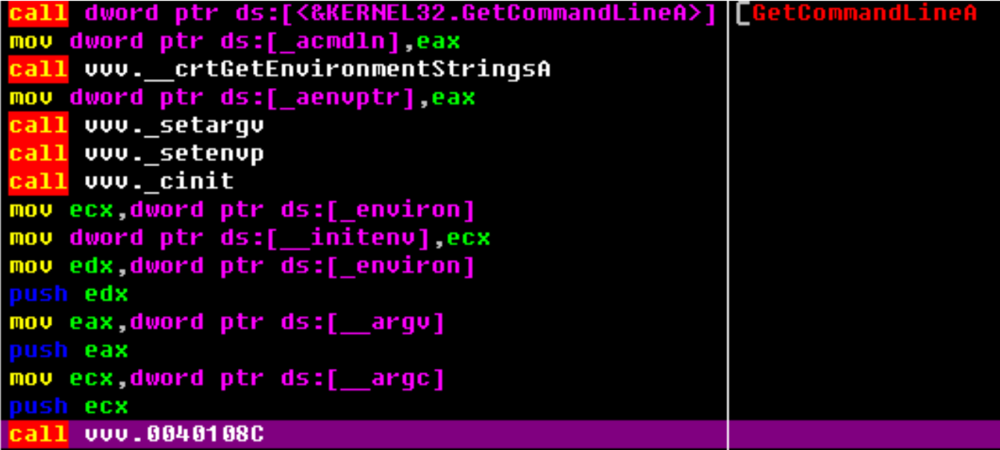 call dword ptr ds:[<&KERNEL32.GetCommandLineA>] [GetCommandLineA
mov dword ptr ds:[_acmdln],eax
call vvv.__crtGetEnvironmentStringsA
mov dword ptr ds:[_aenvptr],eax
call vvv._setargv
call vvv._setenvp
call vvv._cinit
mov ecx,dword ptr ds:[_environ]
mov dword ptr ds:[__initenv],ecx
mov edx,dword ptr ds:[_environ]
push edx
mov eax,dword ptr ds:[__argv]
push eax
mov ecx,dword ptr ds:[__argc]
push ecx
call vvv.0040108C